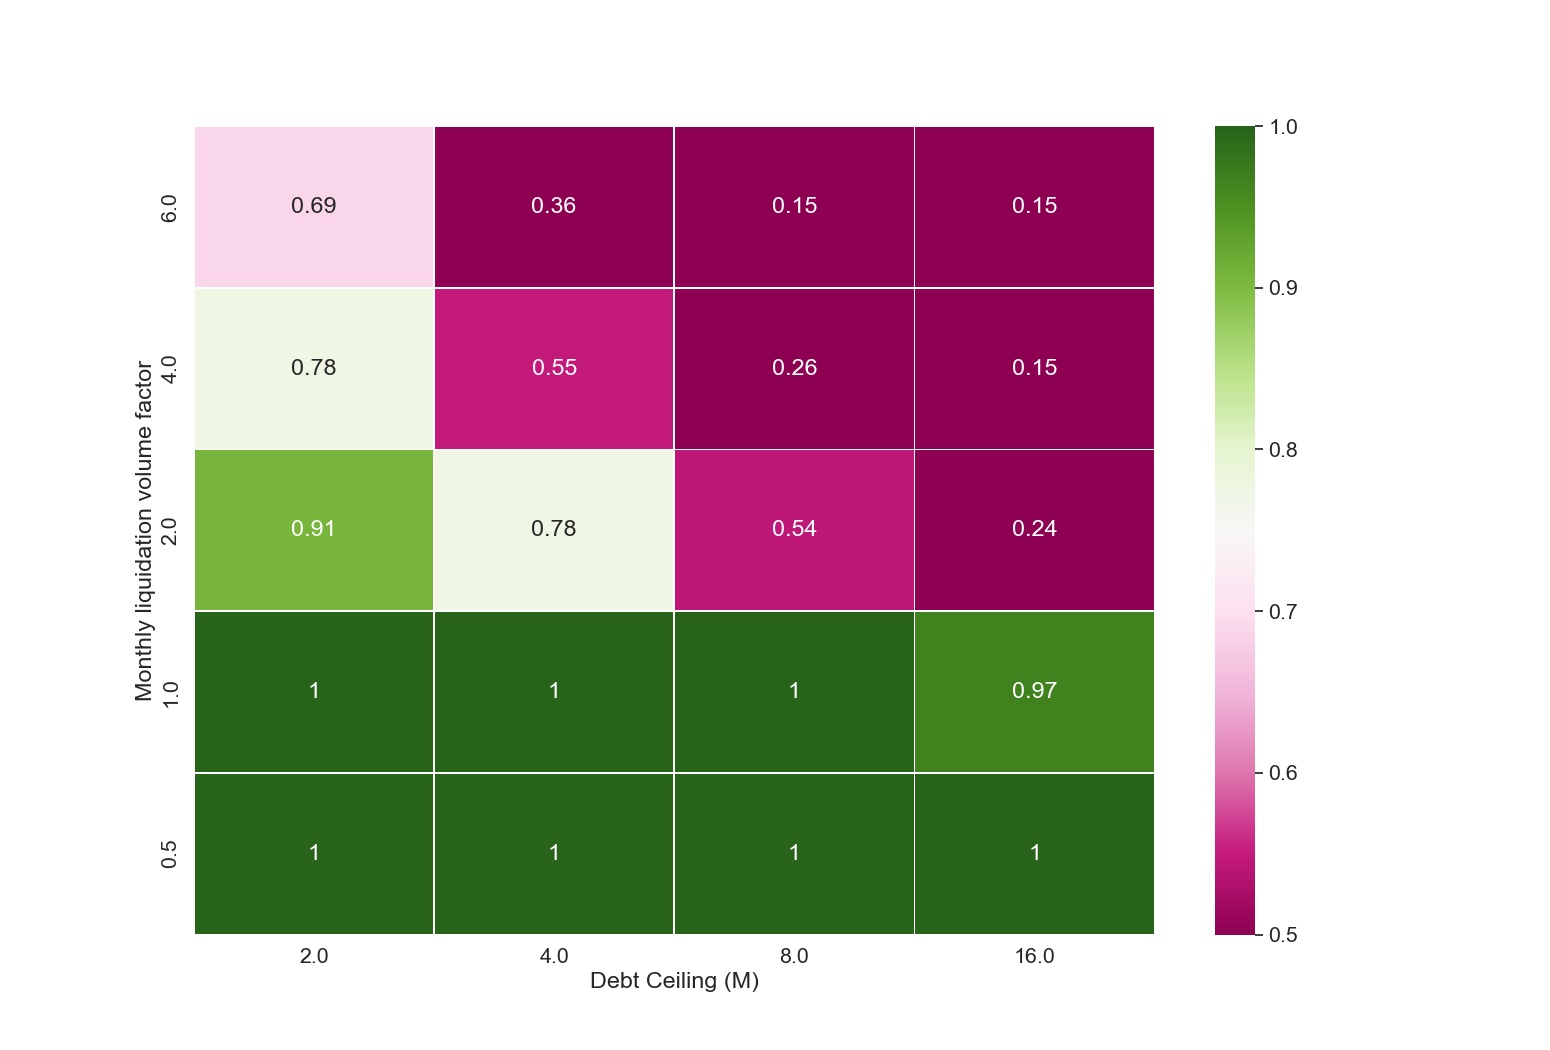 6.0 0.69 0.36 0.15 0.15
4.0 0.78 0.55 0.26 0.15
2.0 0.91 0.78 0.54 0.24
1.0 1 1 1 0.97
0.5 1 1 1 1
2.0 4.0 8.0 16.0
Debt Ceiling (M)
Monthly liquidation volume factor
1.0
0.9
0.8
0.7
0.6
0.5